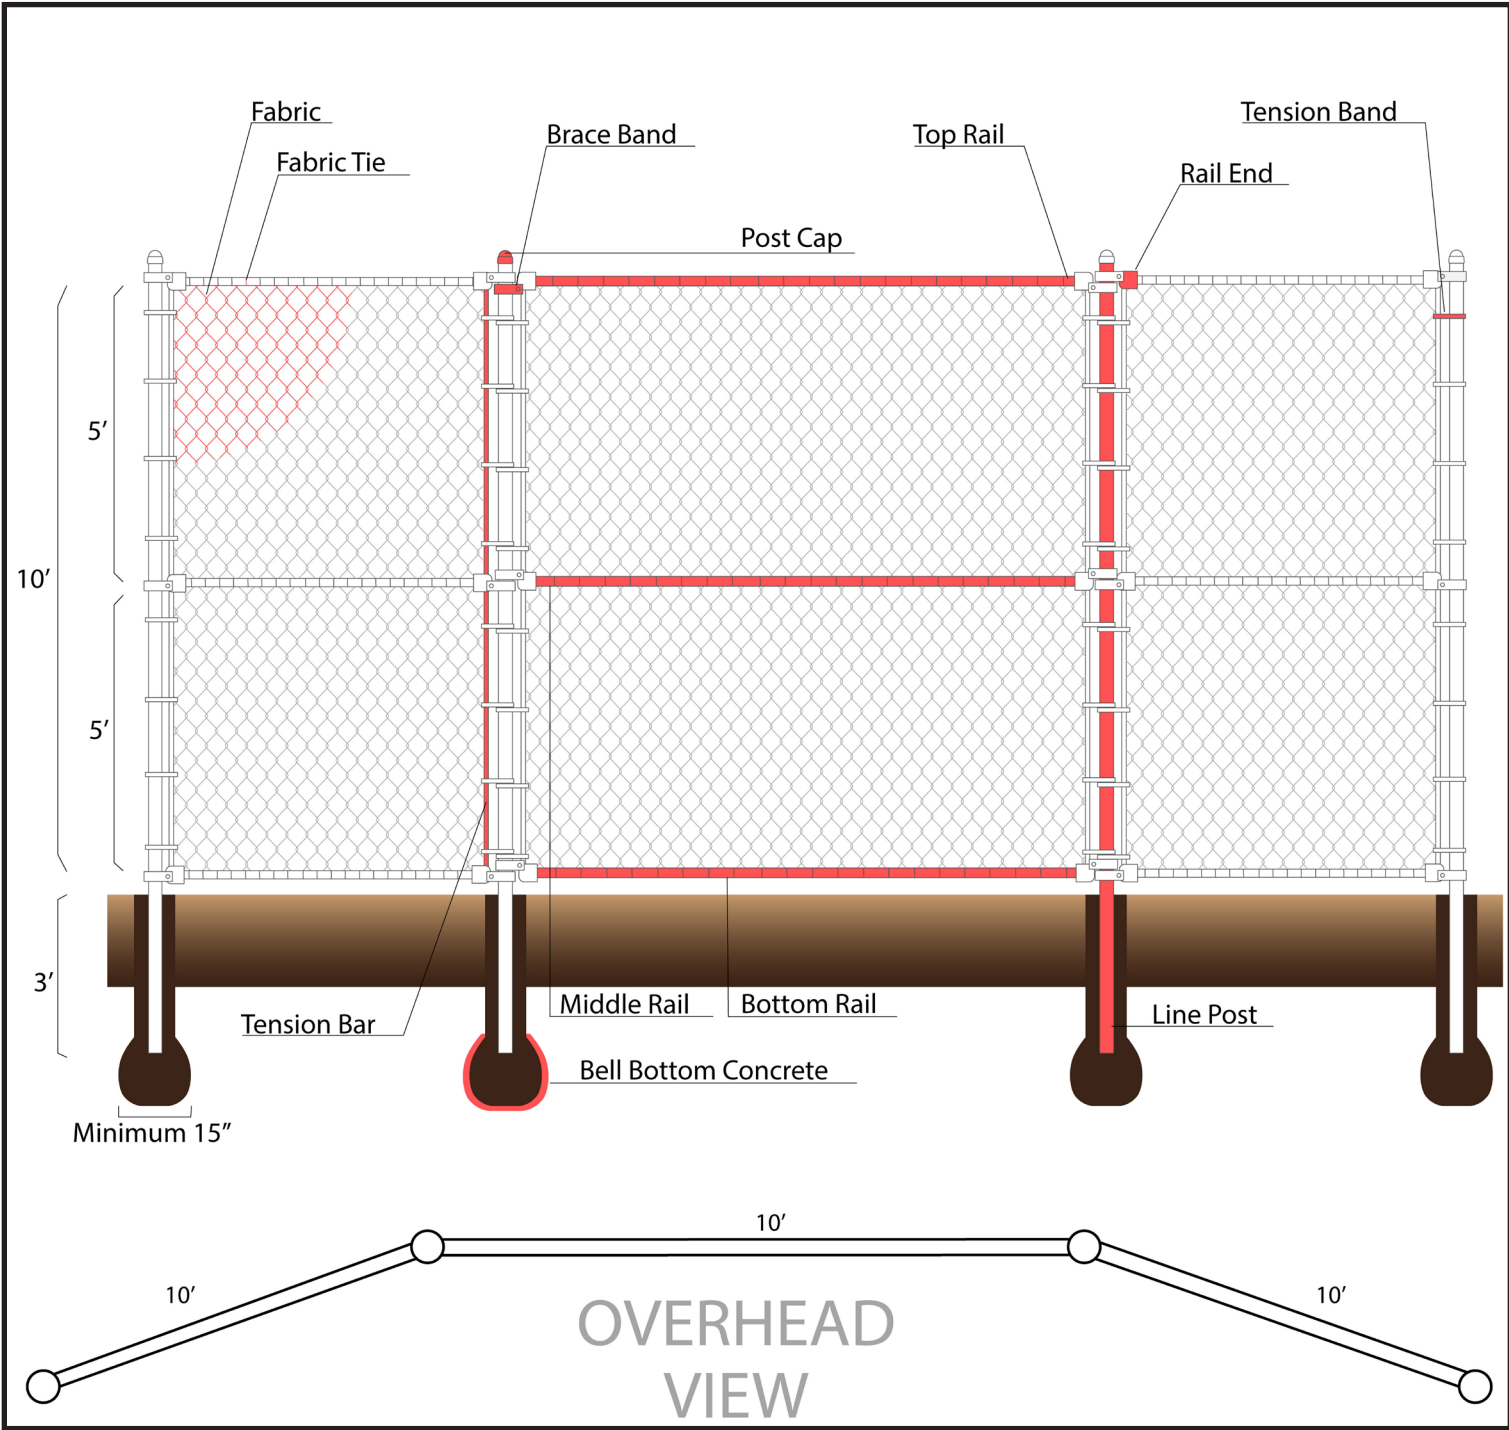 Fabric
Tension Band
Brace Band
Top Rail
Fabric Tie
Rail End
Post Cap
5’
10’
5’
3’
Middle Rail
Bottom Rail
Line Post
Tension Bar
Bell Bottom Concrete
Minimum 15”
10’
10’
10’
OVERHEAD
VIEW